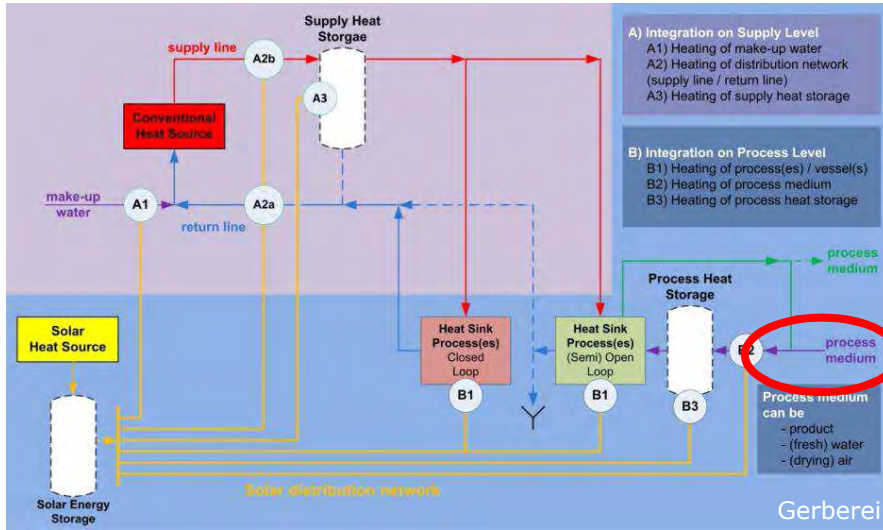 Supply Heat
Storgae
supply line
A2b
A3
Conventional
Heat Source
make-up
water
A1
A2a
return line
A) Integration on Supply Level
A1) Heating of make-up water
A2) Heating of distribution network
(supply line / return line)
A3) Heating of supply heat storage
B) Integration on Process Level
B1) Heating of process(es) / vessel(s)
B2) Heating of process medium
B3) Heating of process heat storage
process
medium
Process Heat
Storage
Solar
Heat Source
Heat Sink
Process(es)
Closed
Loop
Heat Sink
Process(es)
(Semi) Open
Loop
B2
process
medium
B1
B1
B3
Process medium
can be
- product
- (fresh) water
- (drying) air
Solar distribution network
Solar Energy
Storage
Gerberei